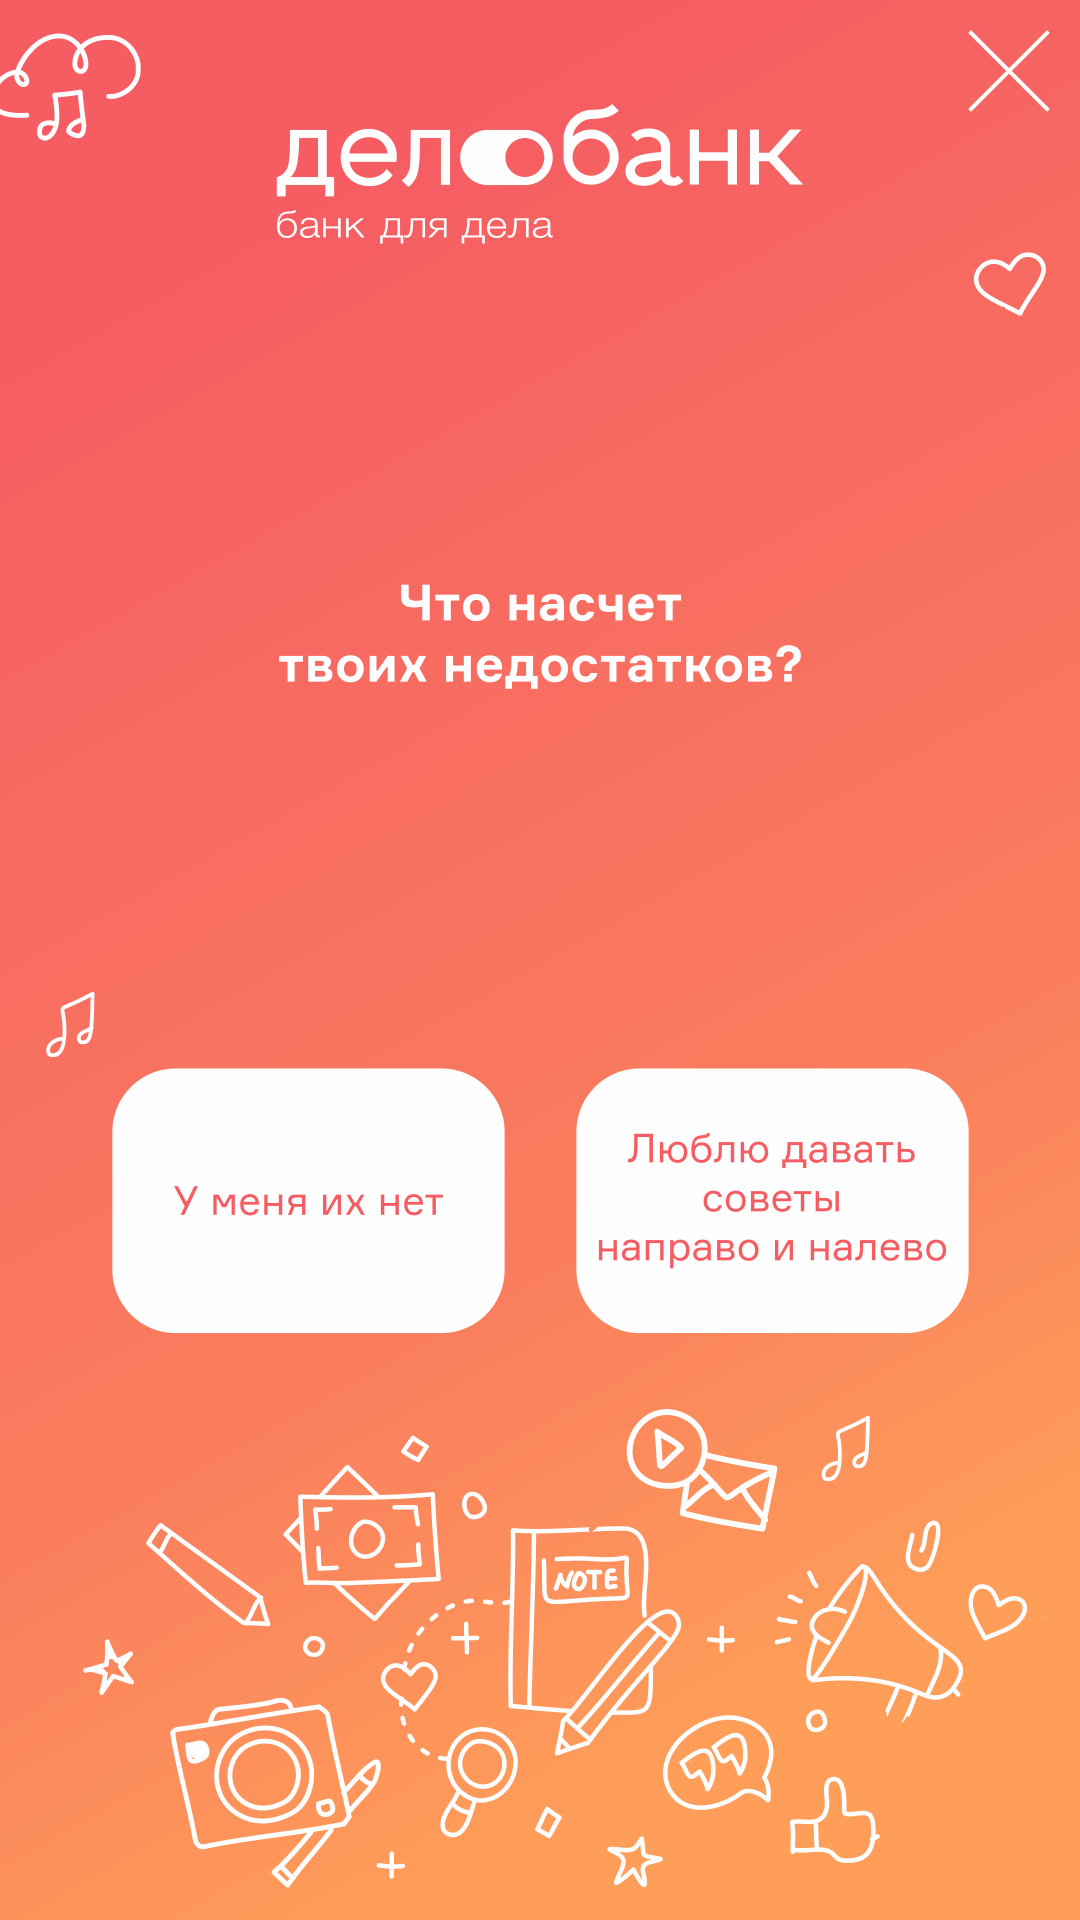 делобанк
банк для дела
Что насчет
твоих недостатков?
У меня их нет
Люблю давать
советы
направо и налево
NOTE